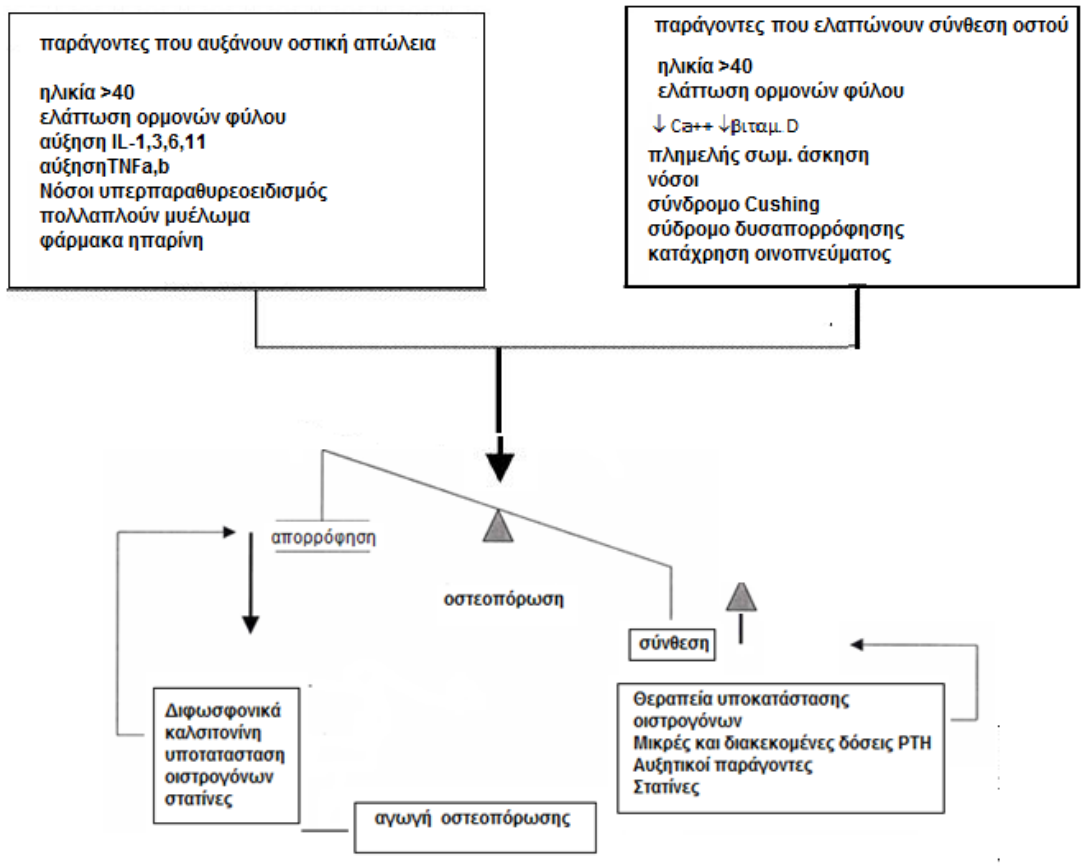 παράγοντες που αυξάνουν οστική απώλεια
ηλικία >40
ελάττωση ορμονών φύλου
αύξηση IL-1,3,6,11
αύξησηTNFa,b
Νόσοι υπερπαραθυρεοειδισμός
πολλαπλούν μυέλωμα
φάρμακα ηπαρίνη
παράγοντες που ελαττώνουν σύνθεση οστού
ηλικία >40
ελάττωση ορμονών φύλου
↓ Ca++ ↓βιταμ. D
πλημελής σωμ. άσκηση
νόσοι
σύνδρομο Cushing
σύδρομο δυσαπορρόφησης
κατάχρηση οινοπνεύματος
απορρόφηση
οστεοπόρωση
σύνθεση
Διφωσφονικά
καλσιτονίνη
υποτατασταση
οιστρογόνων
στατίνες
Θεραπεία υποκατάστασης
οιστρογόνων
Μικρές και διακεκομένες δόσεις PTH
Αυξητικοί παράγοντες
Στατίνες
αγωγή οστεοπόρωσης